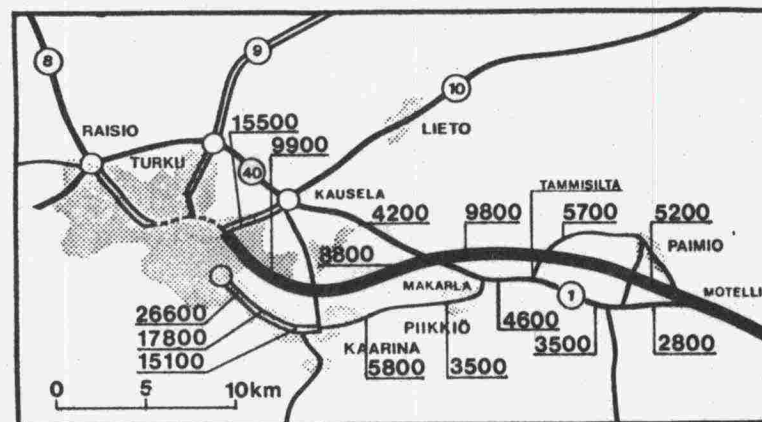 8
9
10
RAISIO
15500
LIETO
TURKU
9900
40
KAUSELA
TAMMISILTA
4200
9800
5700
5200
PAIMIO
8800
MAKARLA
MOTELLI
1
26600
PIIKKIÖ
4600
17800
KAARINA
3500
2800
15100
5800
3500
0 5 10km